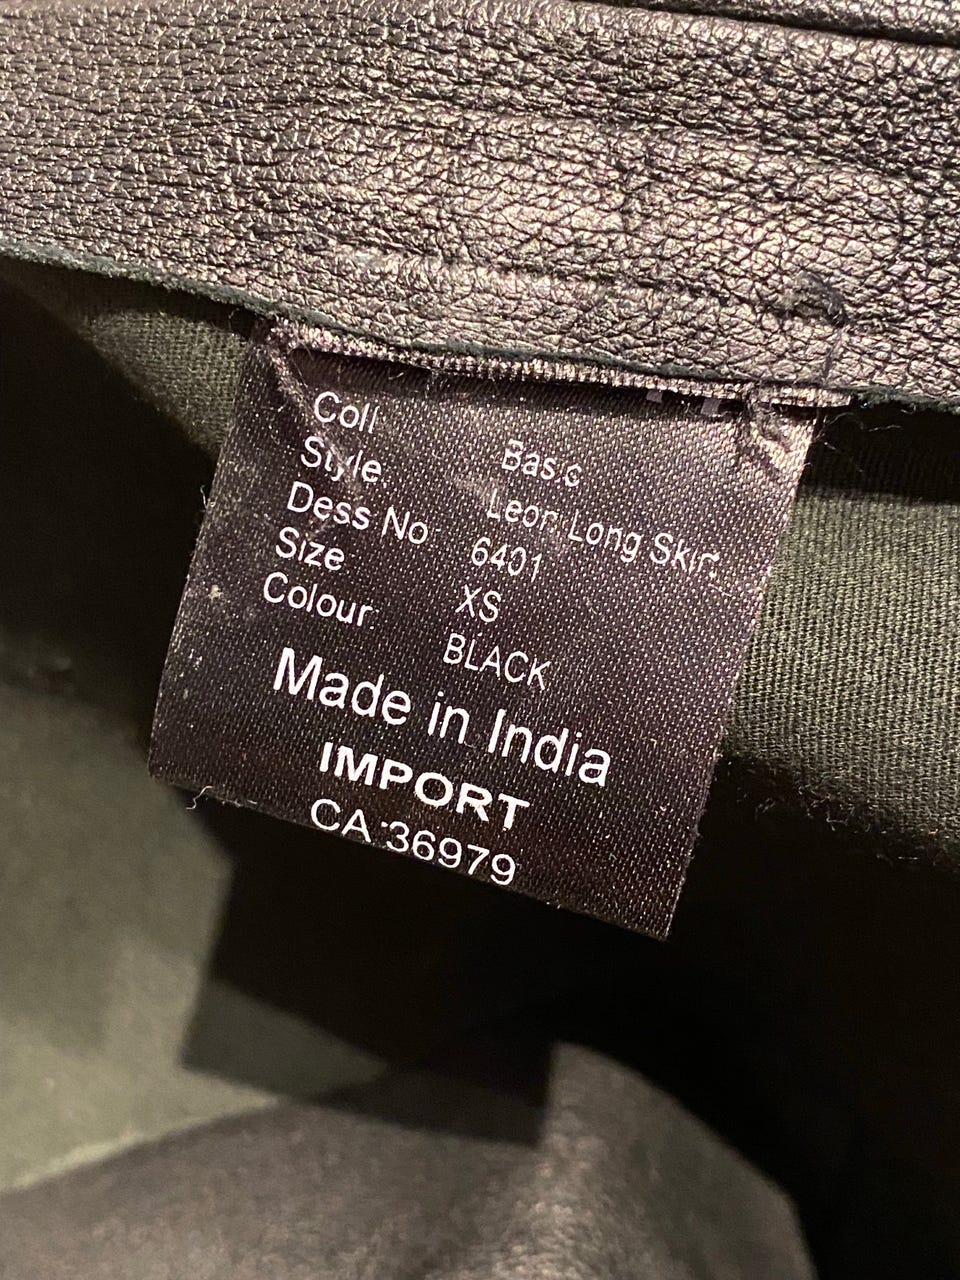 Coll Basic
Style Leon Long Skirt
Dess No 6401
Size XS
Colour BLACK
Made in India
IMPORT
CA 36979